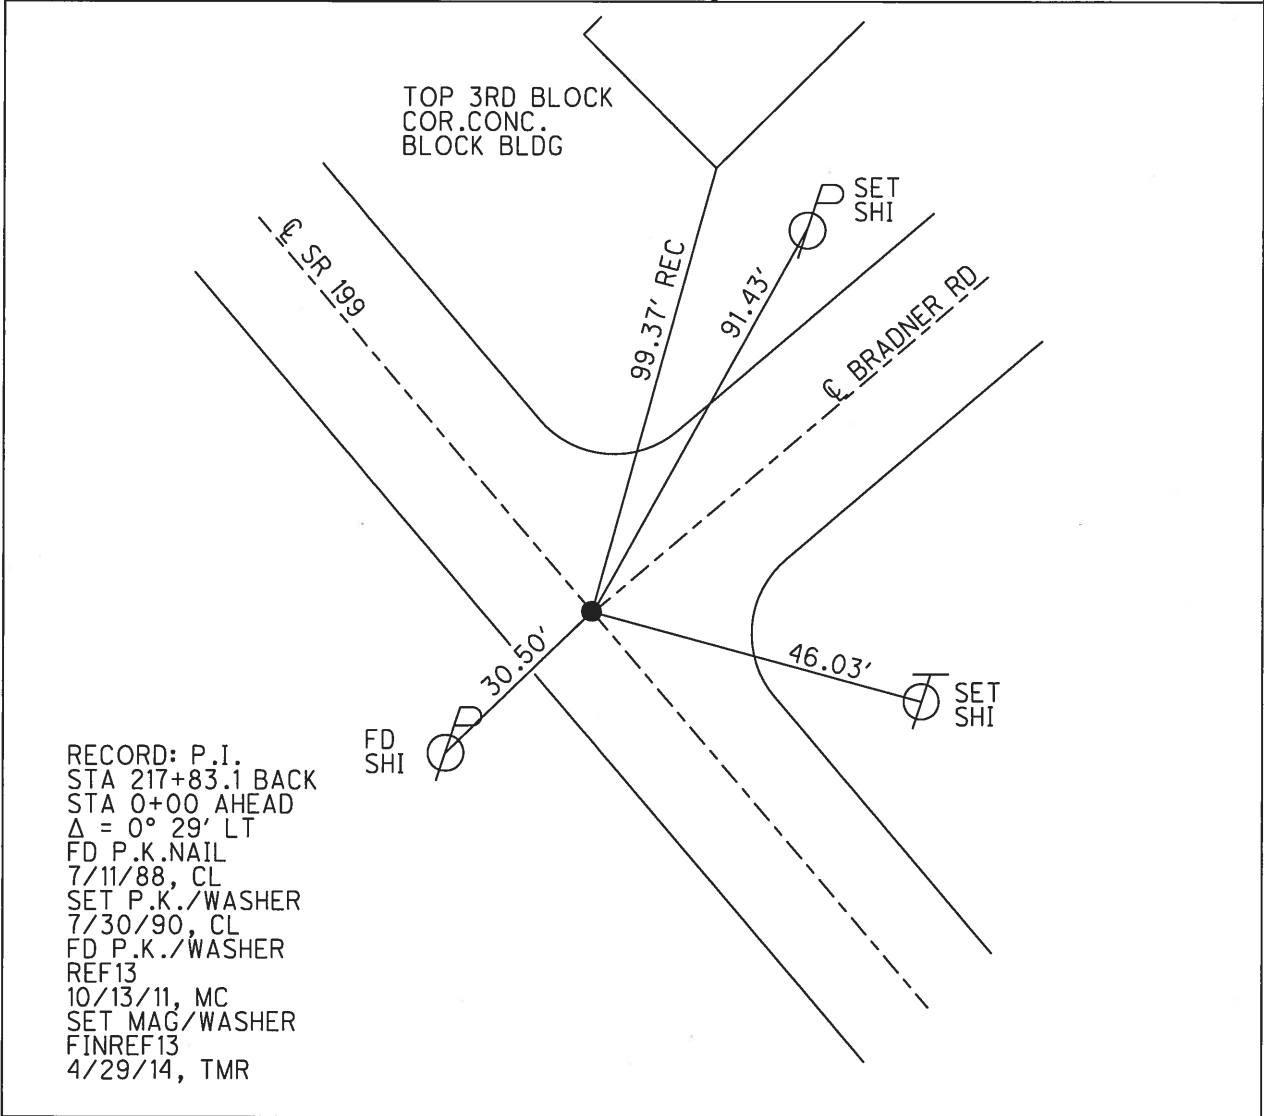 TOP 3RD BLOCK
COR.CONC.
BLOCK BLDG
SET
SHI
℄ SR 199
99.37' REC
91.43'
℄ BRADNER RD
30.50'
46.03'
SET
SHI
FD
SHI
RECORD: P.I.
STA 217+83.1 BACK
STA 0+00 AHEAD
Δ = 0° 29' LT
FD P.K.NAIL
7/11/88, CL
SET P.K./WASHER
7/30/90, CL
FD P.K./WASHER
REF13
10/13/11, MC
SET MAG/WASHER
FINREF13
4/29/14, TMR